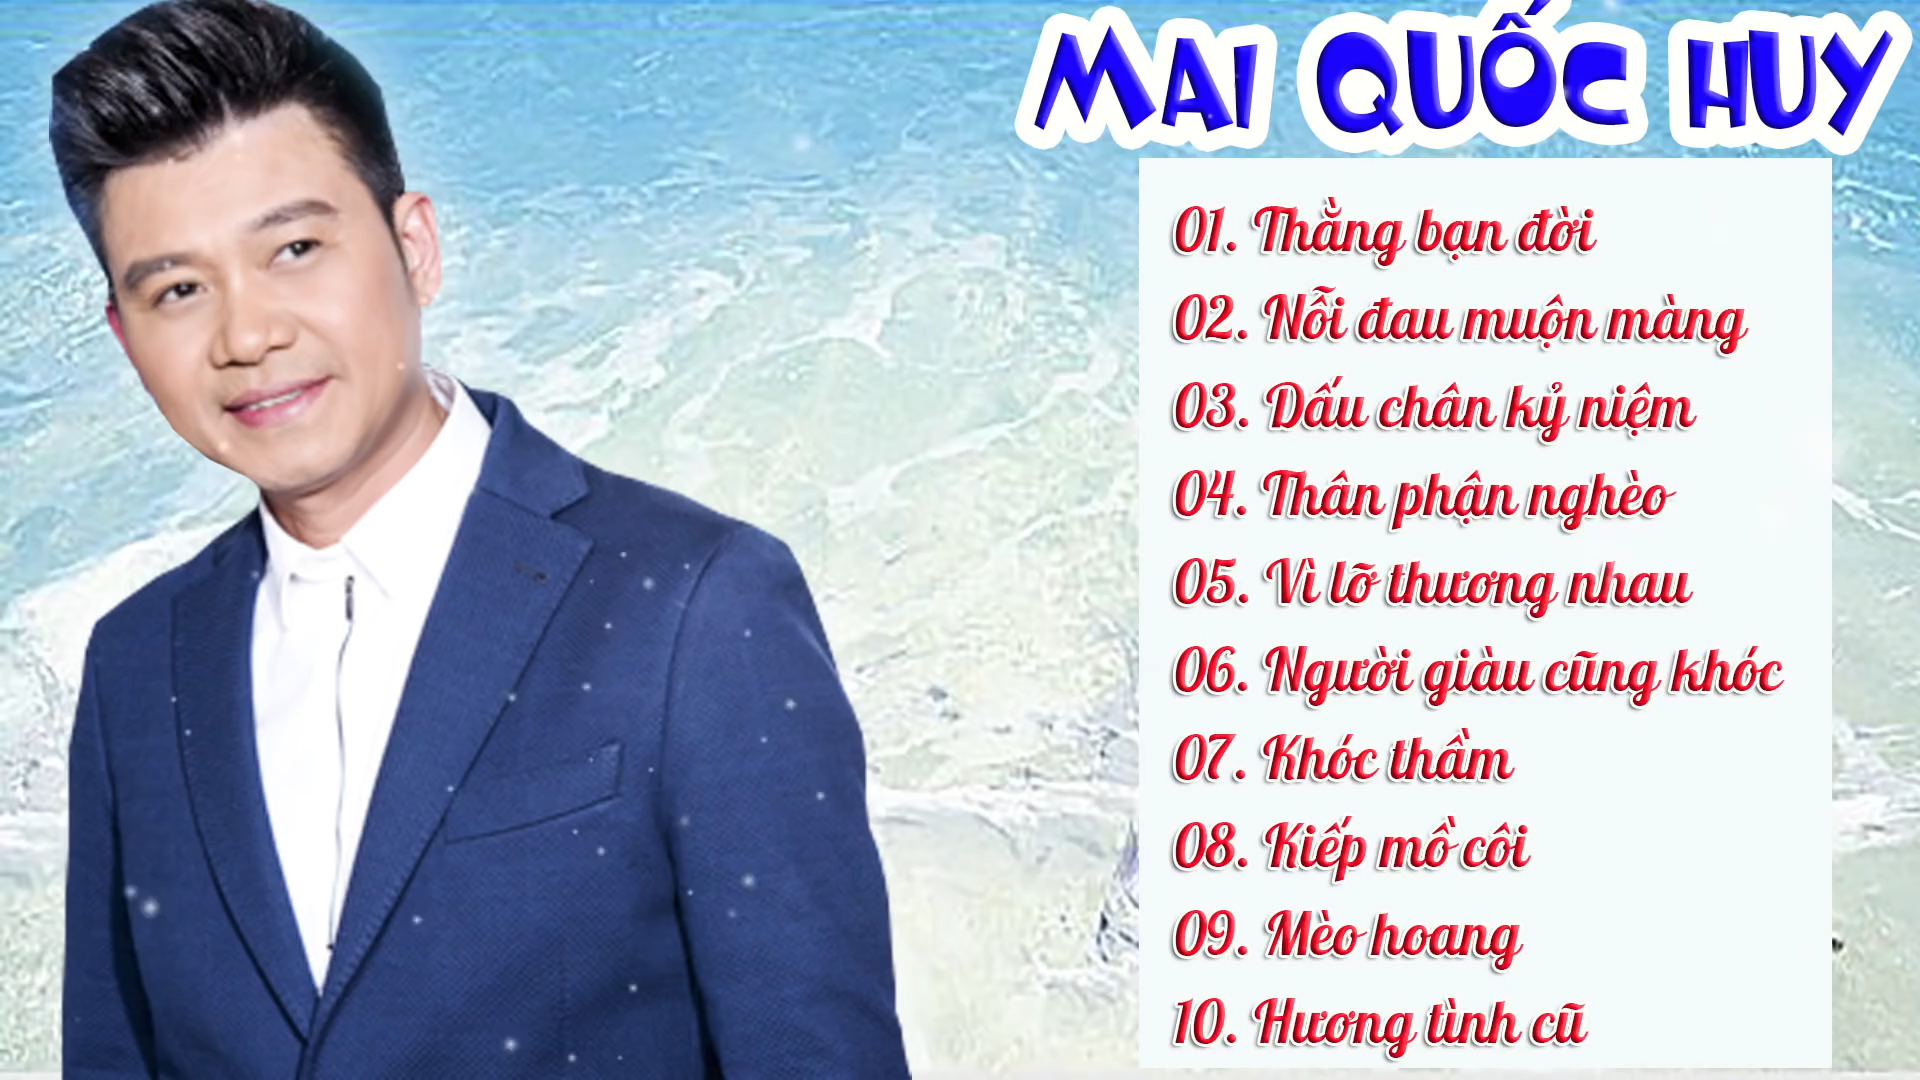 MAI QUỐC HUY
01. Thằng bạn đời
02. Nỗi đau muộn màng
03. Dấu chân kỷ niệm
04. Thân phận nghèo
05. Vì lỡ thương nhau
06. Người giàu cũng khóc
07. Khóc thầm
08. Kiếp mồ côi
09. Mèo hoang
10. Hương tình cũ